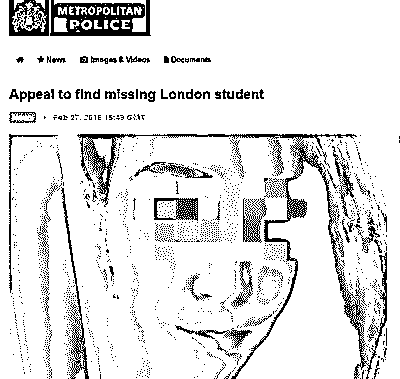 METROPOLITAN
POLICE
News Images & Videos Documents
Appeal to find missing London student
Feb 27, 2018 15:49 GMT